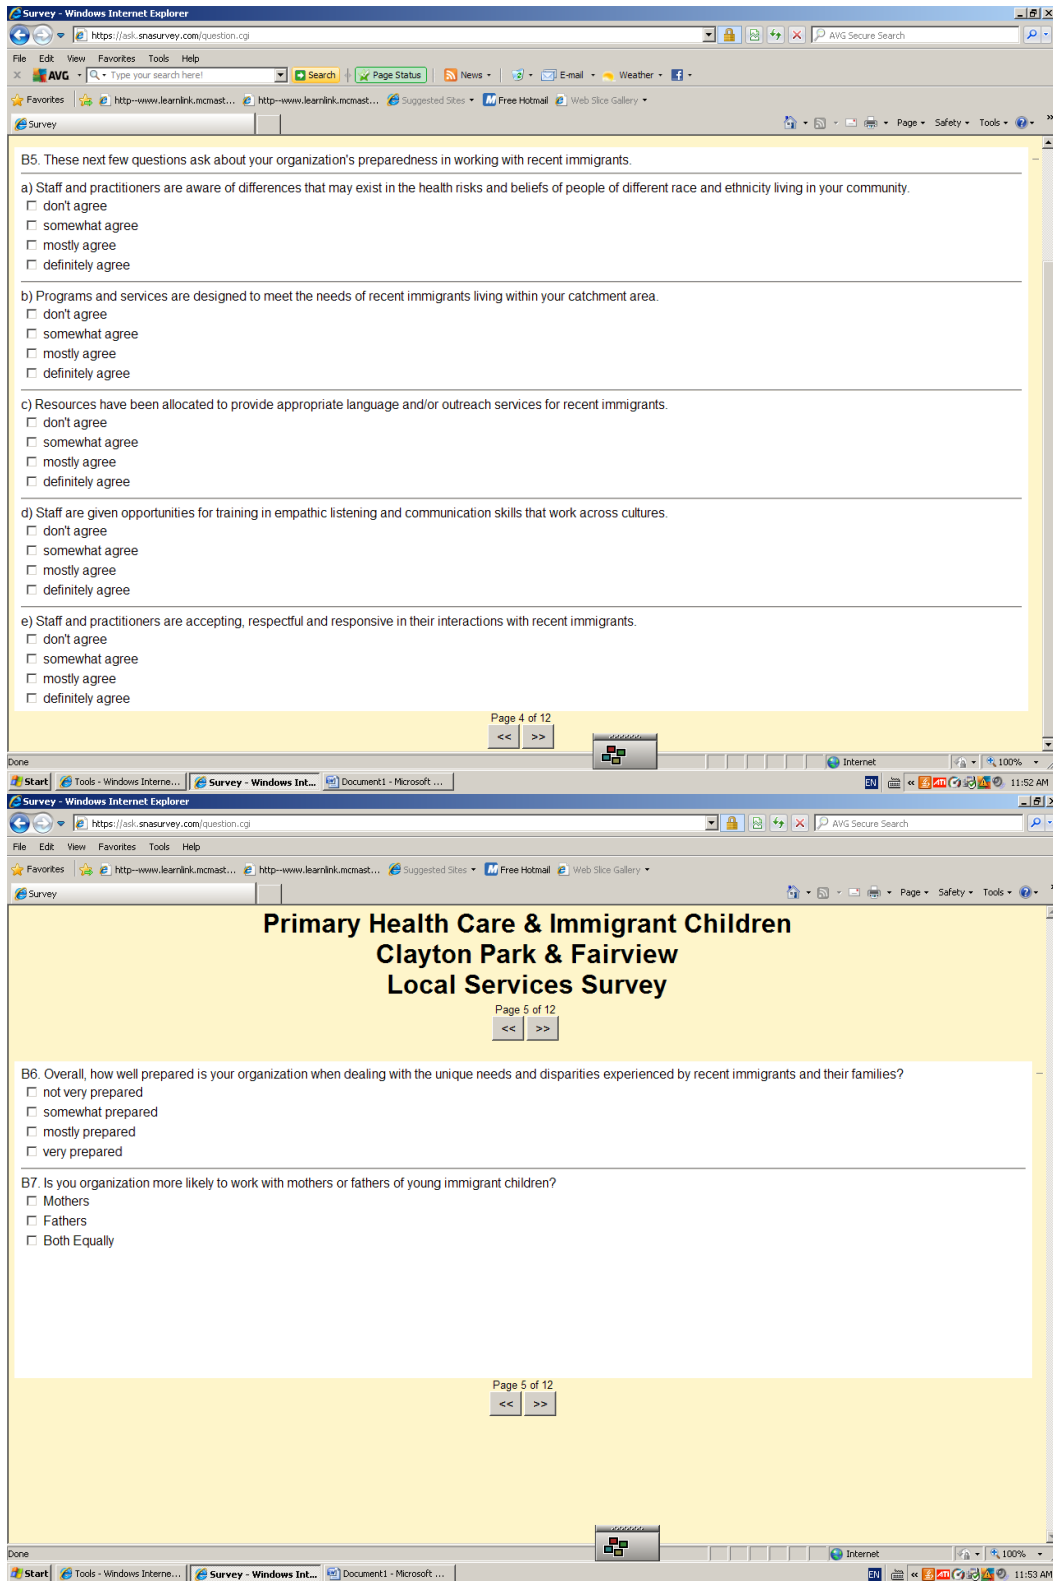 Survey - Windows Internet Explorer
https://ask.snasurvey.com/question.cgi
AVG Secure Search
File Edit View Favorites Tools Help
AVG Type your search here! Search Page Status News E-mail Weather
Favorites http--www.learnlink.mcmast... http--www.learnlink.mcmast... Suggested Sites Free Hotmail Web Slice Gallery
Survey
Page Safety Tools
B5. These next few questions ask about your organization's preparedness in working with recent immigrants.
a) Staff and practitioners are aware of differences that may exist in the health risks and beliefs of people of different race and ethnicity living in your community.
don't agree
somewhat agree
mostly agree
definitely agree
b) Programs and services are designed to meet the needs of recent immigrants living within your catchment area.
don't agree
somewhat agree
mostly agree
definitely agree
c) Resources have been allocated to provide appropriate language and/or outreach services for recent immigrants.
don't agree
somewhat agree
mostly agree
definitely agree
d) Staff are given opportunities for training in empathic listening and communication skills that work across cultures.
don't agree
somewhat agree
mostly agree
definitely agree
e) Staff and practitioners are accepting, respectful and responsive in their interactions with recent immigrants.
don't agree
somewhat agree
mostly agree
definitely agree
Page 4 of 12
<< >>
Done Internet 100%
Start Tools - Windows Interne... Survey - Windows Int... Document1 - Microsoft ... EN « 11:52 AM
Survey - Windows Internet Explorer
https://ask.snasurvey.com/question.cgi
AVG Secure Search
File Edit View Favorites Tools Help
Favorites http--www.learnlink.mcmast... http--www.learnlink.mcmast... Suggested Sites Free Hotmail Web Slice Gallery
Survey
Page Safety Tools
Primary Health Care & Immigrant Children
Clayton Park & Fairview
Local Services Survey
Page 5 of 12
<< >>
B6. Overall, how well prepared is your organization when dealing with the unique needs and disparities experienced by recent immigrants and their families?
not very prepared
somewhat prepared
mostly prepared
very prepared
B7. Is you organization more likely to work with mothers or fathers of young immigrant children?
Mothers
Fathers
Both Equally
Page 5 of 12
<< >>
Done Internet 100%
Start Tools - Windows Interne... Survey - Windows Int... Document1 - Microsoft ... EN « 11:53 AM